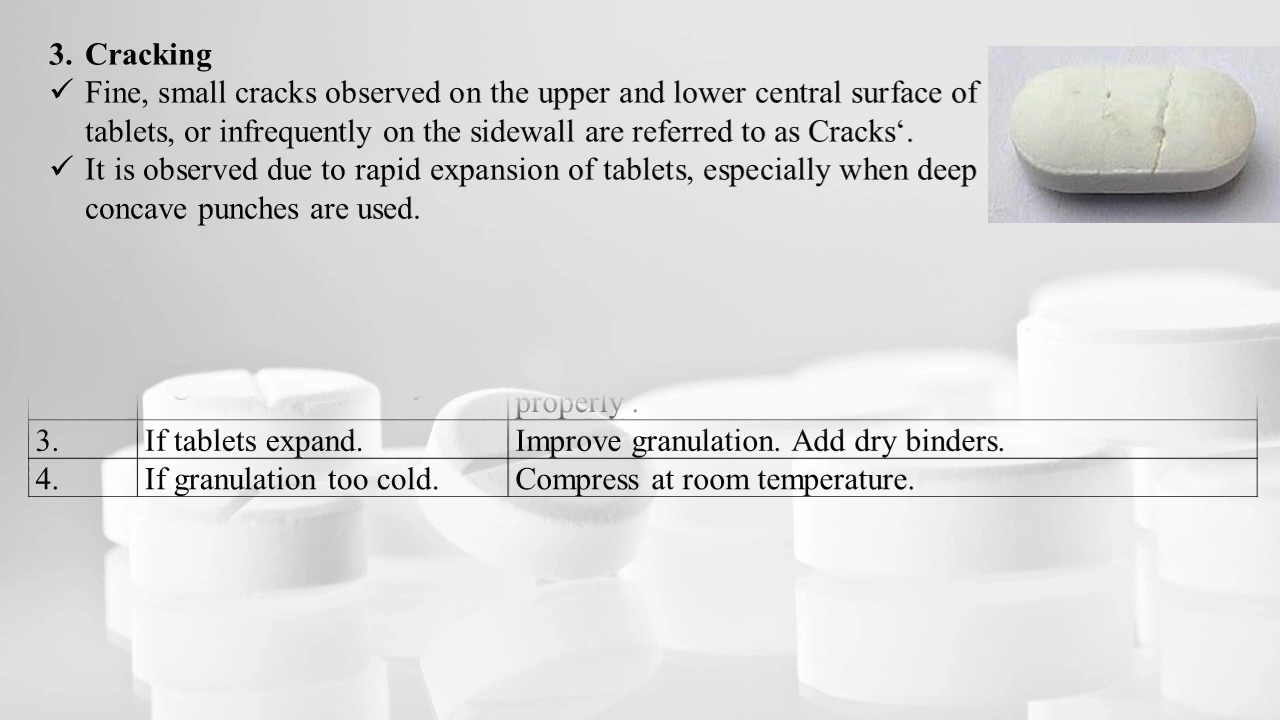 3. Cracking
✓ Fine, small cracks observed on the upper and lower central surface of
tablets, or infrequently on the sidewall are referred to as Cracks‘.
✓ It is observed due to rapid expansion of tablets, especially when deep
concave punches are used.
properly .
3. If tablets expand. Improve granulation. Add dry binders.
4. If granulation too cold. Compress at room temperature.